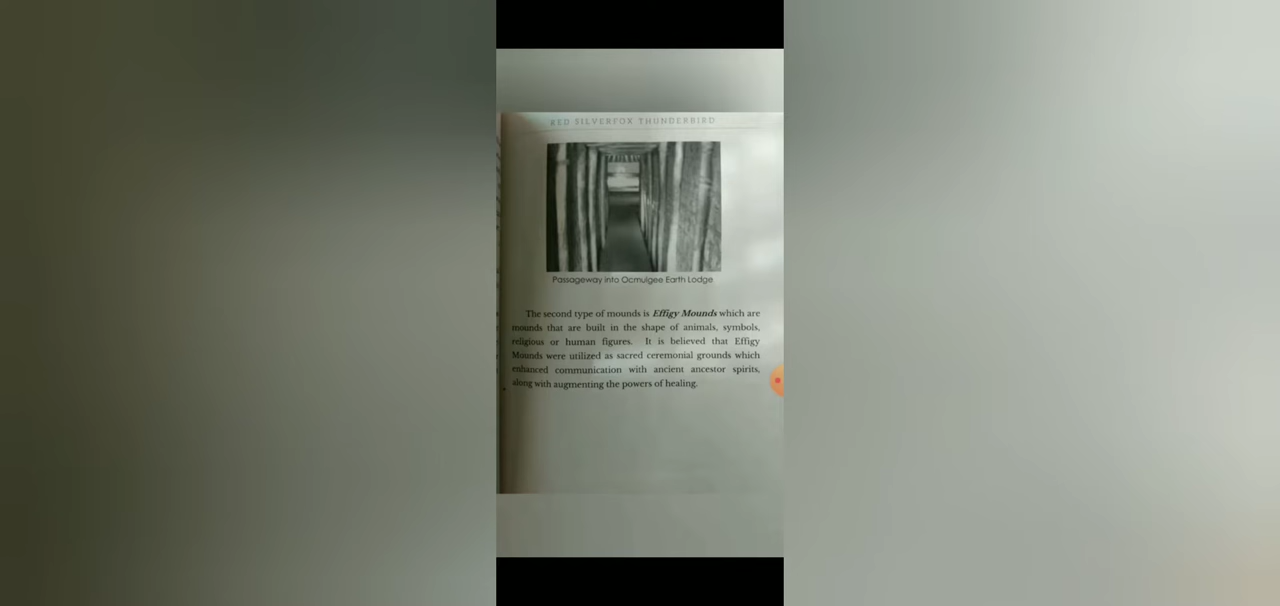 RED SILVERFOX THUNDERBIRD
Passageway into Ocmulgee Earth Lodge
The second type of mounds is Effigy Mounds which are
mounds that are built in the shape of animals, symbols,
religious or human figures. It is believed that Effigy
Mounds were utilized as sacred ceremonial grounds which
enhanced communication with ancient ancestor spirits,
along with augmenting the powers of healing.